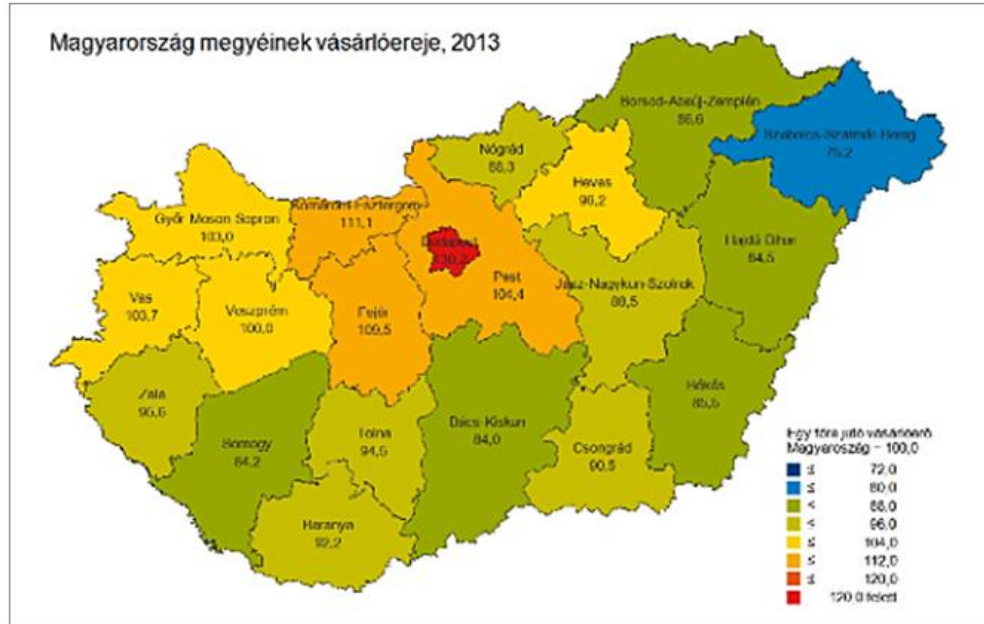 Magyarország megyéinek vásárlóereje, 2013
Borsod-Abaúj-Zemplén
86,6
Szabolcs-Szatmár-Bereg
75,2
Nógrád
88,3
Heves
96,2
Komárom-Esztergom
111,1
Győr Moson Sopron
103,0
Budapest
Hajdú Bihar
84,5
Pest
104,4
Jász-Nagykun-Szolnok
88,5
Vas
103,7
Veszprém
100,0
Fejér
109,5
Zala
95,6
Békés
85,5
Somogy
84,2
Tolna
94,5
Bács-Kiskun
84,0
Csongrád
90,5
Baranya
92,2
Egy főre jutó vásárlóerő
Magyaroszág = 100,0
≤ 72,0
≤ 80,0
≤ 88,0
≤ 96,0
≤ 104,0
≤ 112,0
≤ 120,0
120,0 felett